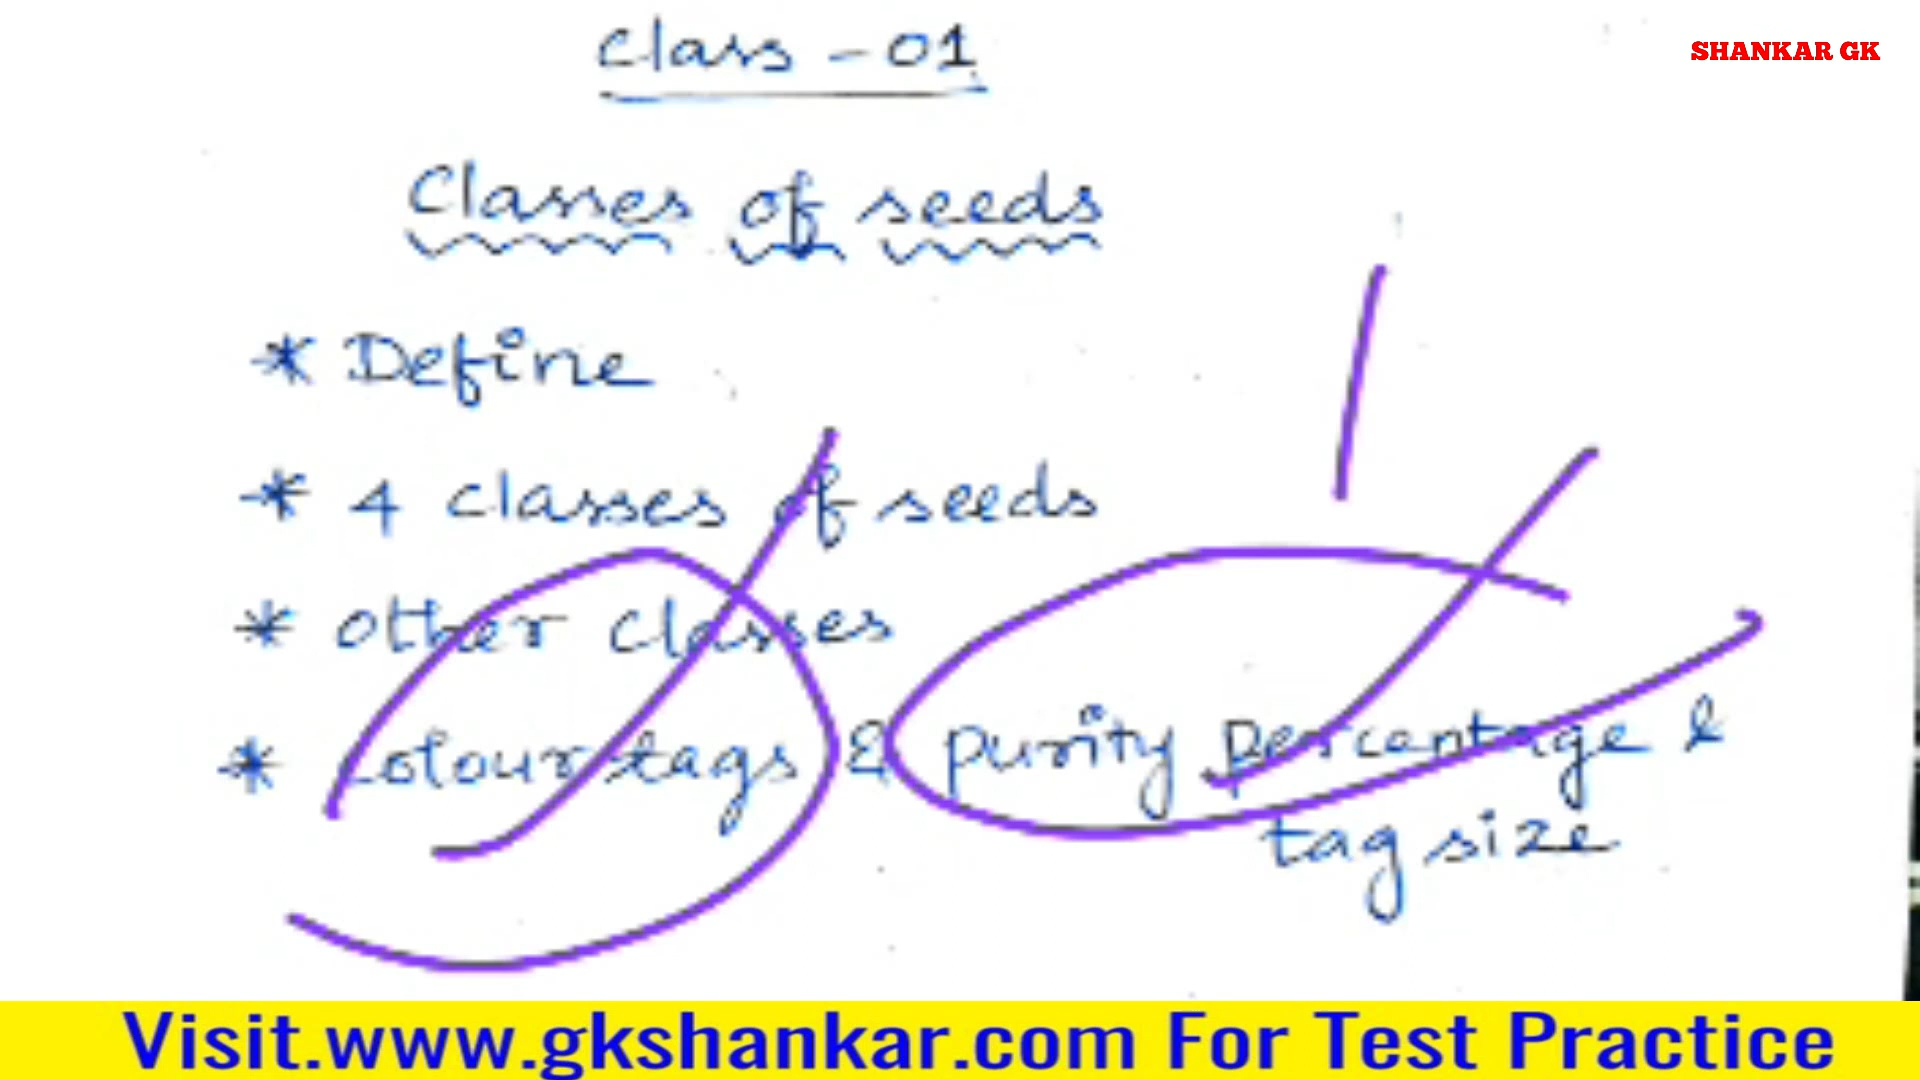 Class - 01
SHANKAR GK
Classes of seeds
* Define
* 4 classes of seeds
* other classes
* Colour tags & purity percentage &
tag size
Visit.www.gkshankar.com For Test Practice